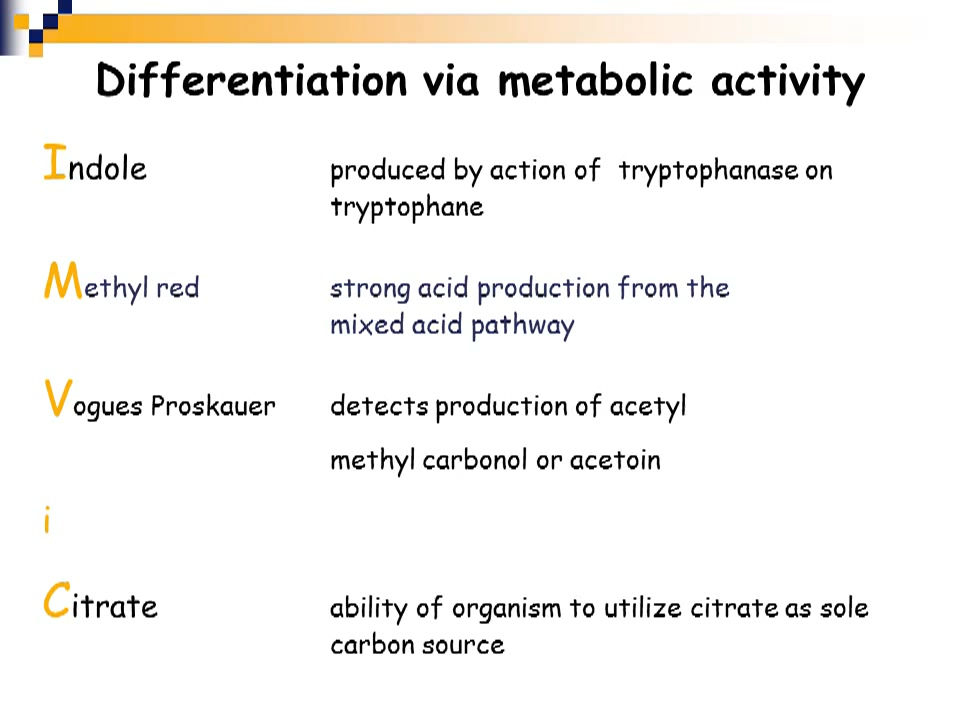 Differentiation via metabolic activity
Indole produced by action of tryptophanase on
tryptophane
Methyl red strong acid production from the
mixed acid pathway
Vogues Proskauer detects production of acetyl
methyl carbonol or acetoin
i
Citrate ability of organism to utilize citrate as sole
carbon source